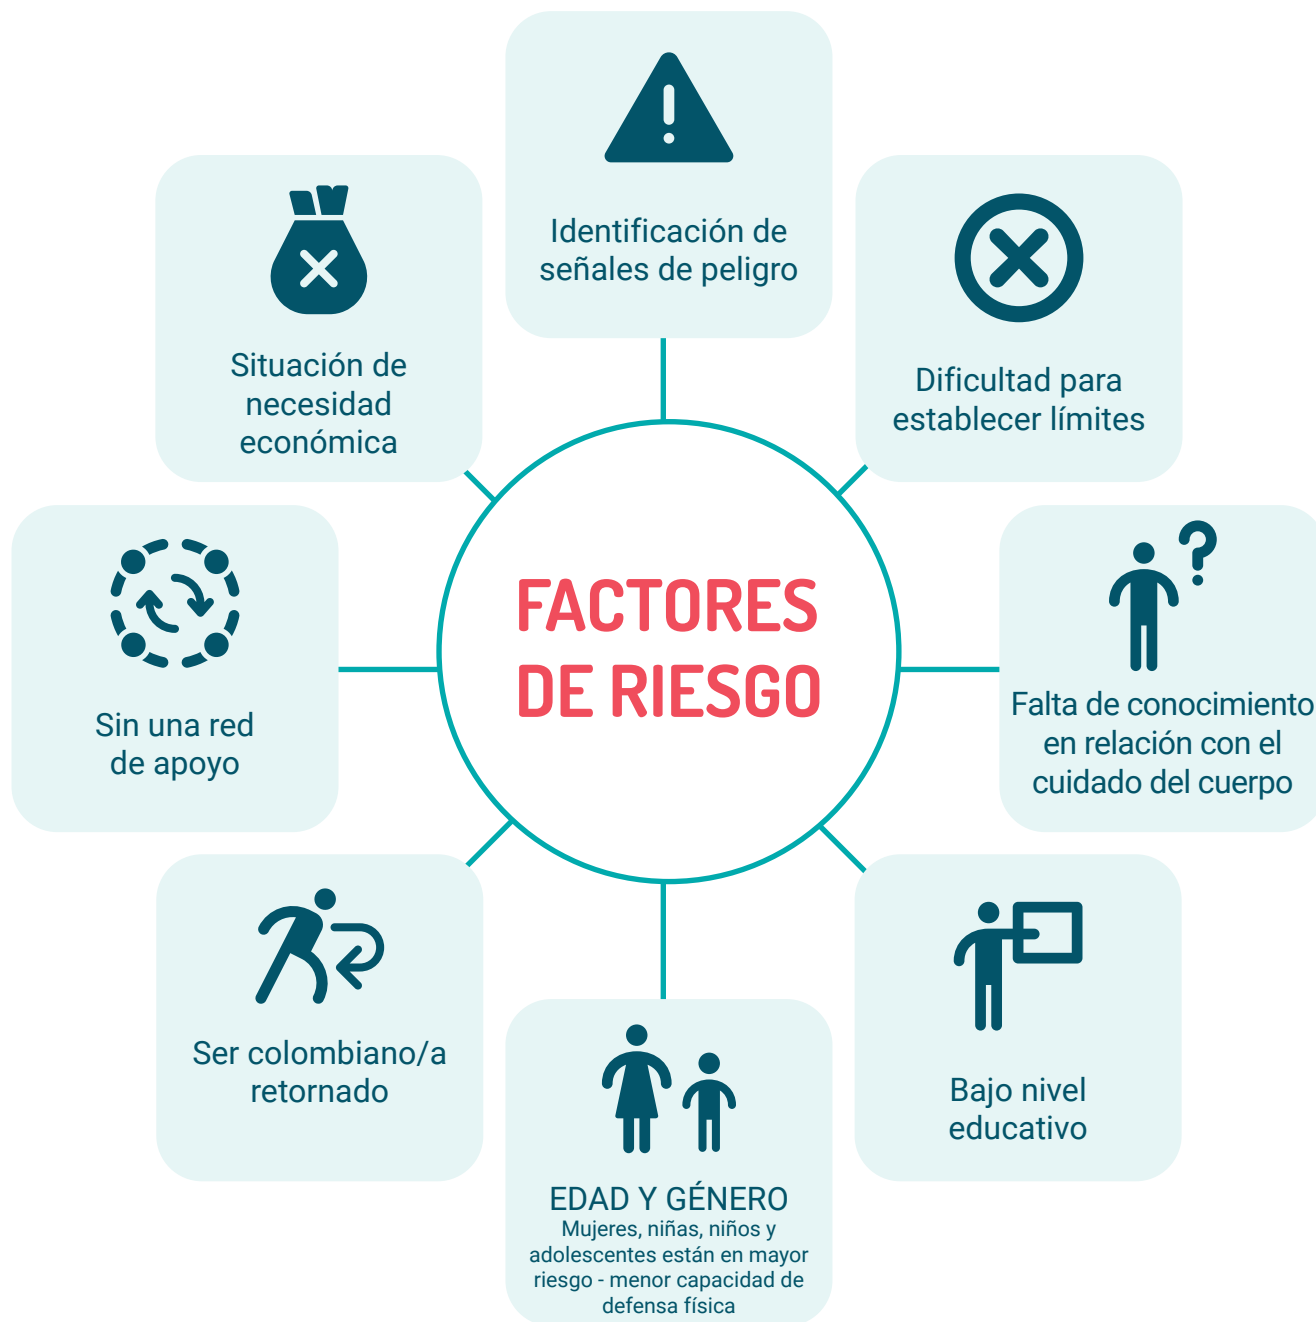 Identificación de
señales de peligro
Situación de
necesidad
económica
Dificultad para
establecer límites
FACTORES
DE RIESGO
Sin una red
de apoyo
Falta de conocimiento
en relación con el
cuidado del cuerpo
Ser colombiano/a
retornado
Bajo nivel
educativo
EDAD Y GÉNERO
Mujeres, niñas, niños y
adolescentes están en mayor
riesgo - menor capacidad de
defensa física